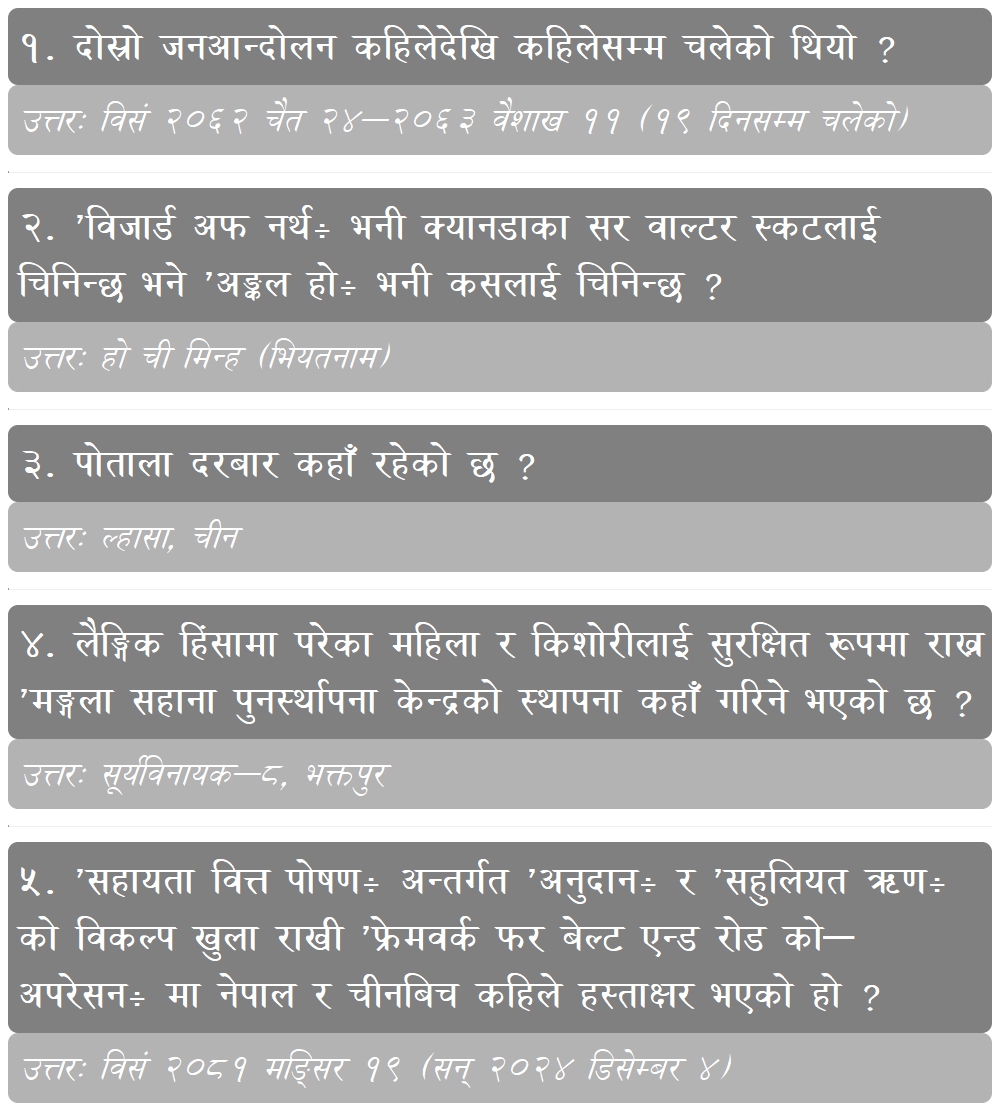 १. दोस्रो जनआन्दोलन कहिलेदेखि कहिलेसम्म चलेको थियो ?
उत्तरः विसं २०६२ चैत २४—२०६३ वैशाख ११ (१९ दिनसम्म चलेको)
२. ’विजार्ड अफ नर्थ÷ भनी क्यानडाका सर वाल्टर स्कटलाई
चिनिन्छ भने ’अङ्कल हो÷ भनी कसलाई चिनिन्छ ?
उत्तरः हो ची मिन्ह (भियतनाम)
३. पोताला दरबार कहाँ रहेको छ ?
उत्तरः ल्हासा, चीन
४. लैङ्गिक हिंसामा परेका महिला र किशोरीलाई सुरक्षित रूपमा राख्न
’मङ्गला सहाना पुनर्स्थापना केन्द्रको स्थापना कहाँ गरिने भएको छ ?
उत्तरः सूर्यविनायक—८, भक्तपुर
५. ’सहायता वित्त पोषण÷ अन्तर्गत ’अनुदान÷ र ’सहुलियत ऋण÷
को विकल्प खुला राखी ’फ्रेमवर्क फर बेल्ट एन्ड रोड को—
अपरेसन÷ मा नेपाल र चीनबिच कहिले हस्ताक्षर भएको हो ?
उत्तरः विसं २०८१ मङ्सिर १९ (सन् २०२४ डिसेम्बर ४)